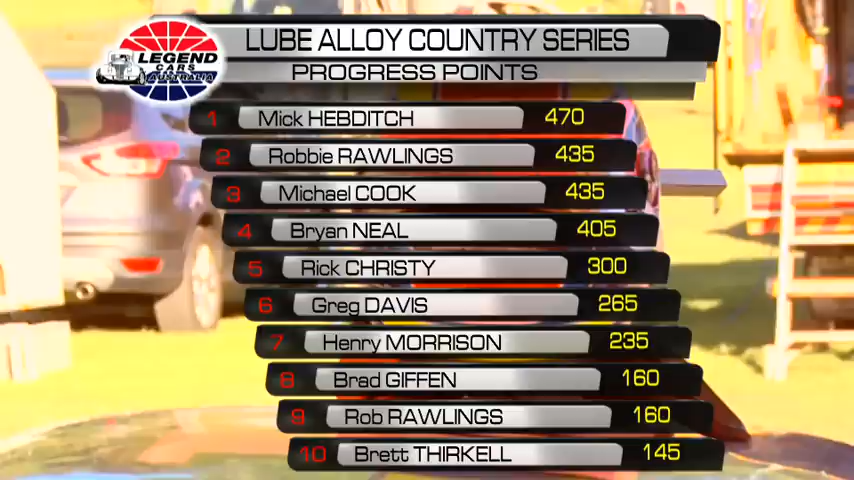 LEGEND
CARS
AUSTRALIA
LUBE ALLOY COUNTRY SERIES
PROGRESS POINTS
1 Mick HEBDITCH 470
2 Robbie RAWLINGS 435
3 Michael COOK 435
4 Bryan NEAL 405
5 Rick CHRISTY 300
6 Greg DAVIS 265
7 Henry MORRISON 235
8 Brad GIFFEN 160
9 Rob RAWLINGS 160
10 Brett THIRKELL 145